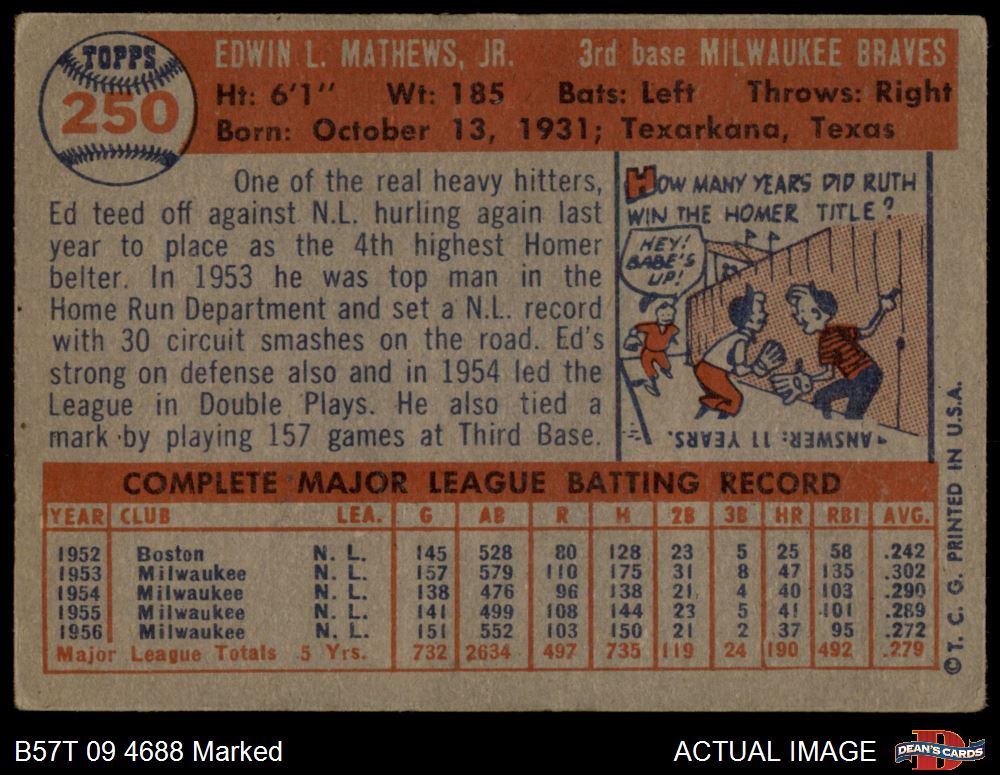 TOPPS
250
EDWIN L. MATHEWS, JR. 3rd base MILWAUKEE BRAVES
Ht: 6'1" Wt: 185 Bats: Left Throws: Right
Born: October 13, 1931; Texarkana, Texas
One of the real heavy hitters,
Ed teed off against N.L. hurling again last
year to place as the 4th highest Homer
belter. In 1953 he was top man in the
Home Run Department and set a N.L. record
with 30 circuit smashes on the road. Ed's
strong on defense also and in 1954 led the
League in Double Plays. He also tied a
mark by playing 157 games at Third Base.
HOW MANY YEARS DID RUTH
WIN THE HOMER TITLE?
HEY!
BABE'S
UP!
ANSWER: 11 YEARS.
COMPLETE MAJOR LEAGUE BATTING RECORD
YEAR CLUB LEA. G AB R H 2B 3B HR RBI AVG.
1952 Boston N. L. 145 528 80 128 23 5 25 58 .242
1953 Milwaukee N. L. 157 579 110 175 31 8 47 135 .302
1954 Milwaukee N. L. 138 476 96 138 21 4 40 103 .290
1955 Milwaukee N. L. 141 499 108 144 23 5 41 101 .289
1956 Milwaukee N. L. 151 552 103 150 21 2 37 95 .272
Major League Totals 5 Yrs. 732 2634 497 735 119 24 190 492 .279
© T. C. G. PRINTED IN U.S.A.
B57T 09 4688 Marked
ACTUAL IMAGE
DEAN'S CARDS